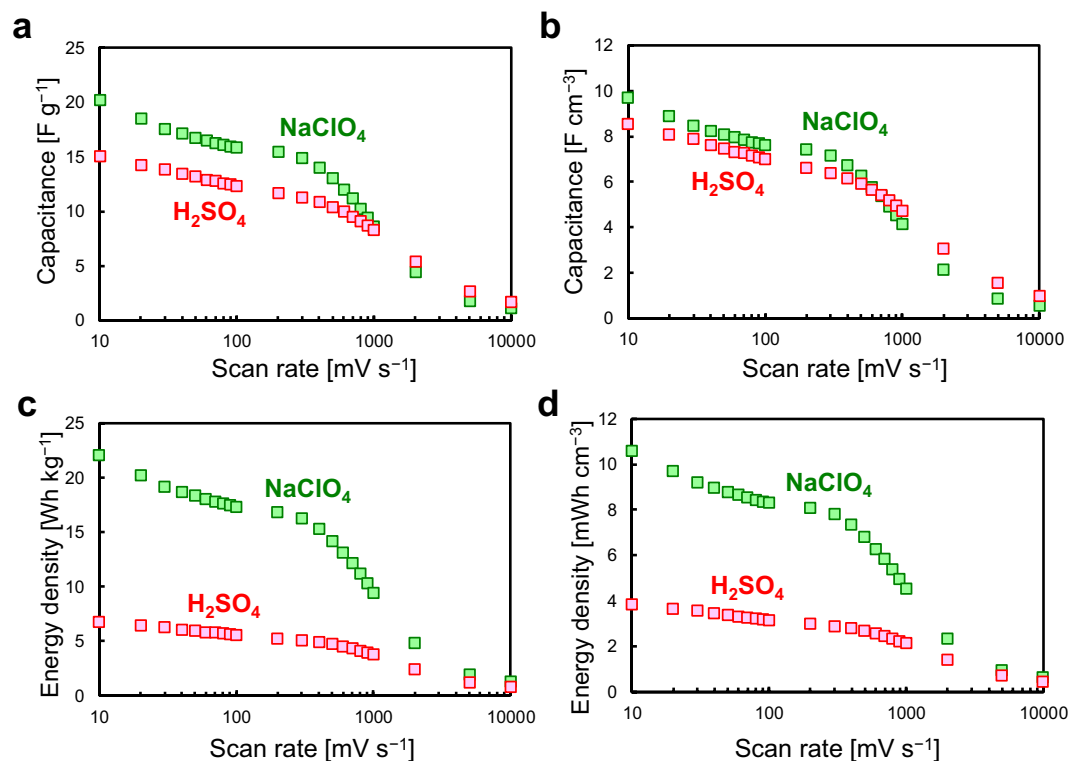 a
25
20
15
10
5
0
Capacitance [F g⁻¹]
NaClO₄
H₂SO₄
10 100 1000 10000
Scan rate [mV s⁻¹]
b
12
10
8
6
4
2
0
Capacitance [F cm⁻³]
NaClO₄
H₂SO₄
10 100 1000 10000
Scan rate [mV s⁻¹]
c
25
20
15
10
5
0
Energy density [Wh kg⁻¹]
NaClO₄
H₂SO₄
10 100 1000 10000
Scan rate [mV s⁻¹]
d
12
10
8
6
4
2
0
Energy density [mWh cm⁻³]
NaClO₄
H₂SO₄
10 100 1000 10000
Scan rate [mV s⁻¹]